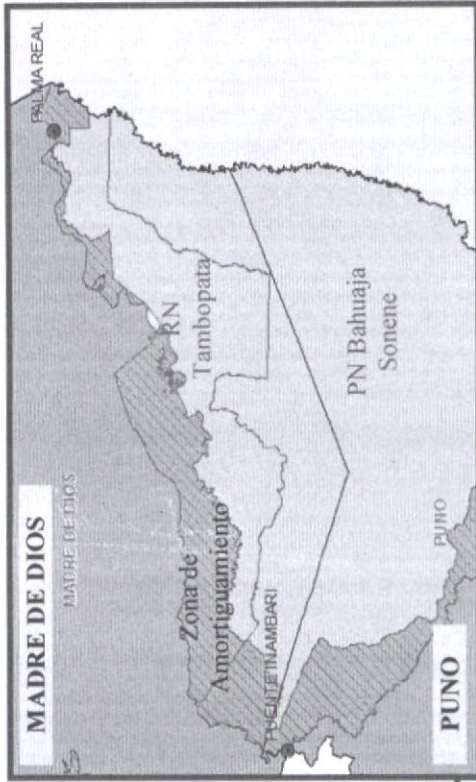 MADRE DE DIOS
MADRE DE DIOS
PALMA REAL
RN
Tambopata
Zona de
Amortiguamiento
PUENTE INAMBARI
PN Bahuaja
Sonene
PUNO
PUNO